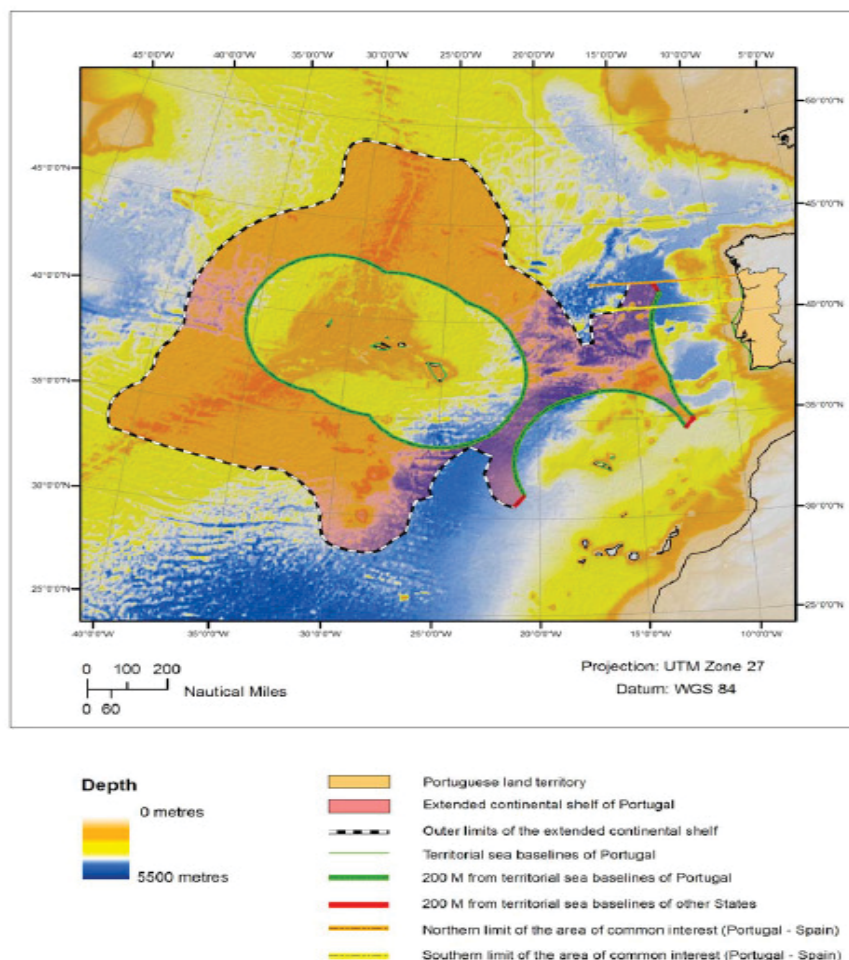 45°0'0"W 40°0'0"W 35°0'0"W 30°0'0"W 25°0'0"W 20°0'0"W 15°0'0"W 10°0'0"W 5°0'0"W
50°0'0"N
45°0'0"N
45°0'0"N
40°0'0"N
40°0'0"N
35°0'0"N
35°0'0"N
30°0'0"N
30°0'0"N
25°0'0"N
25°0'0"N
40°0'0"W 35°0'0"W 30°0'0"W 25°0'0"W 20°0'0"W 15°0'0"W 10°0'0"W
0 100 200
Nautical Miles
0 60
Projection: UTM Zone 27
Datum: WGS 84
Depth
0 metres
5500 metres
Portuguese land territory
Extended continental shelf of Portugal
Outer limits of the extended continental shelf
Territorial sea baselines of Portugal
200 M from territorial sea baselines of Portugal
200 M from territorial sea baselines of other States
Northern limit of the area of common interest (Portugal - Spain)
Southern limit of the area of common interest (Portugal - Spain)